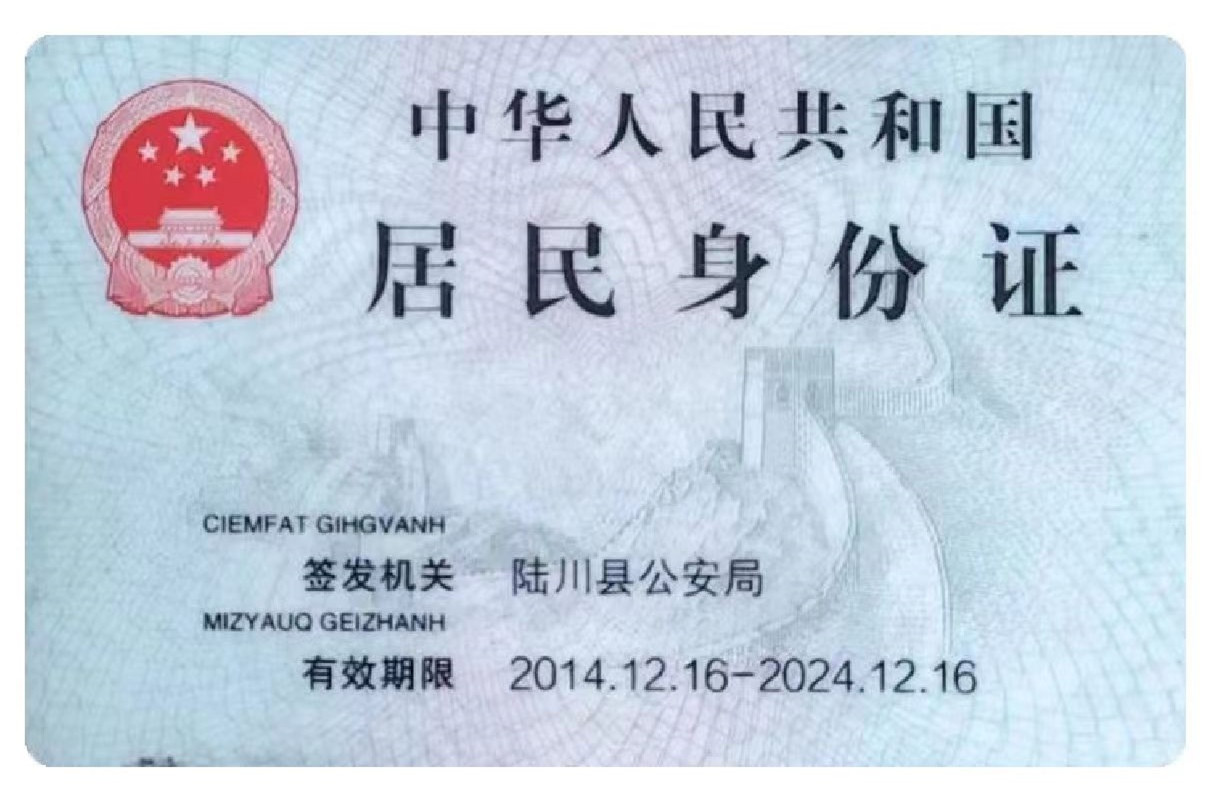 中华人民共和国
居民身份证
CIEMFAT GIHGVANH
签发机关 陆川县公安局
MIZYAUQ GEIZHANH
有效期限 2014.12.16-2024.12.16